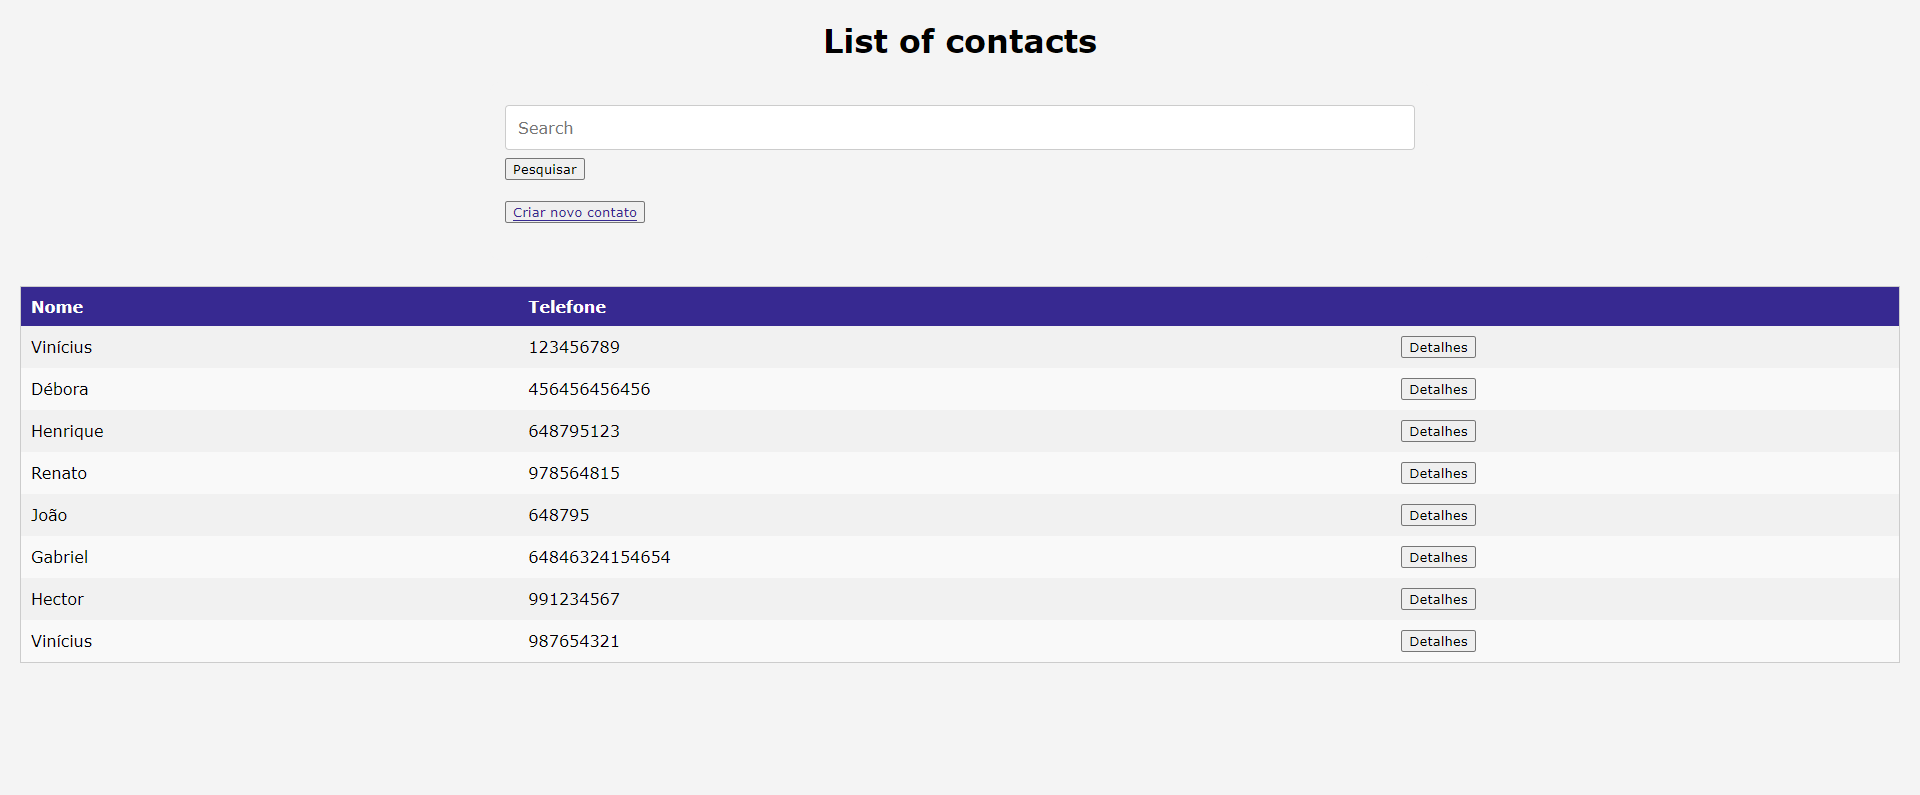 List of contacts
Search
Pesquisar
Criar novo contato
Nome Telefone
Vinícius 123456789 Detalhes
Débora 456456456456 Detalhes
Henrique 648795123 Detalhes
Renato 978564815 Detalhes
João 648795 Detalhes
Gabriel 64846324154654 Detalhes
Hector 991234567 Detalhes
Vinícius 987654321 Detalhes